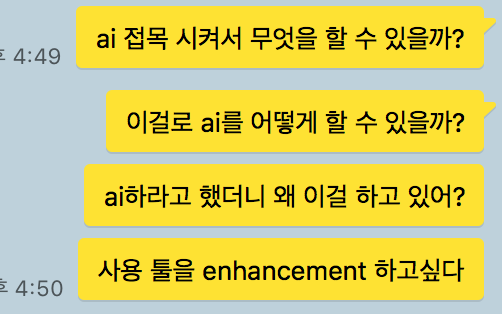 ai 접목 시켜서 무엇을 할 수 있을까?
후 4:49
이걸로 ai를 어떻게 할 수 있을까?
ai하라고 했더니 왜 이걸 하고 있어?
사용 툴을 enhancement 하고싶다
후 4:50